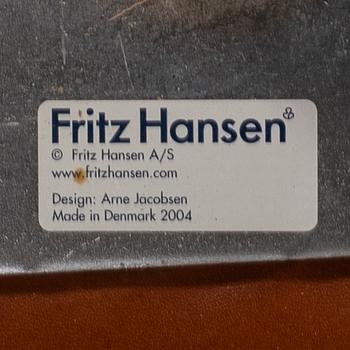 Fritz Hansen
© Fritz Hansen A/S
www.fritzhansen.com
Design: Arne Jacobsen
Made in Denmark 2004